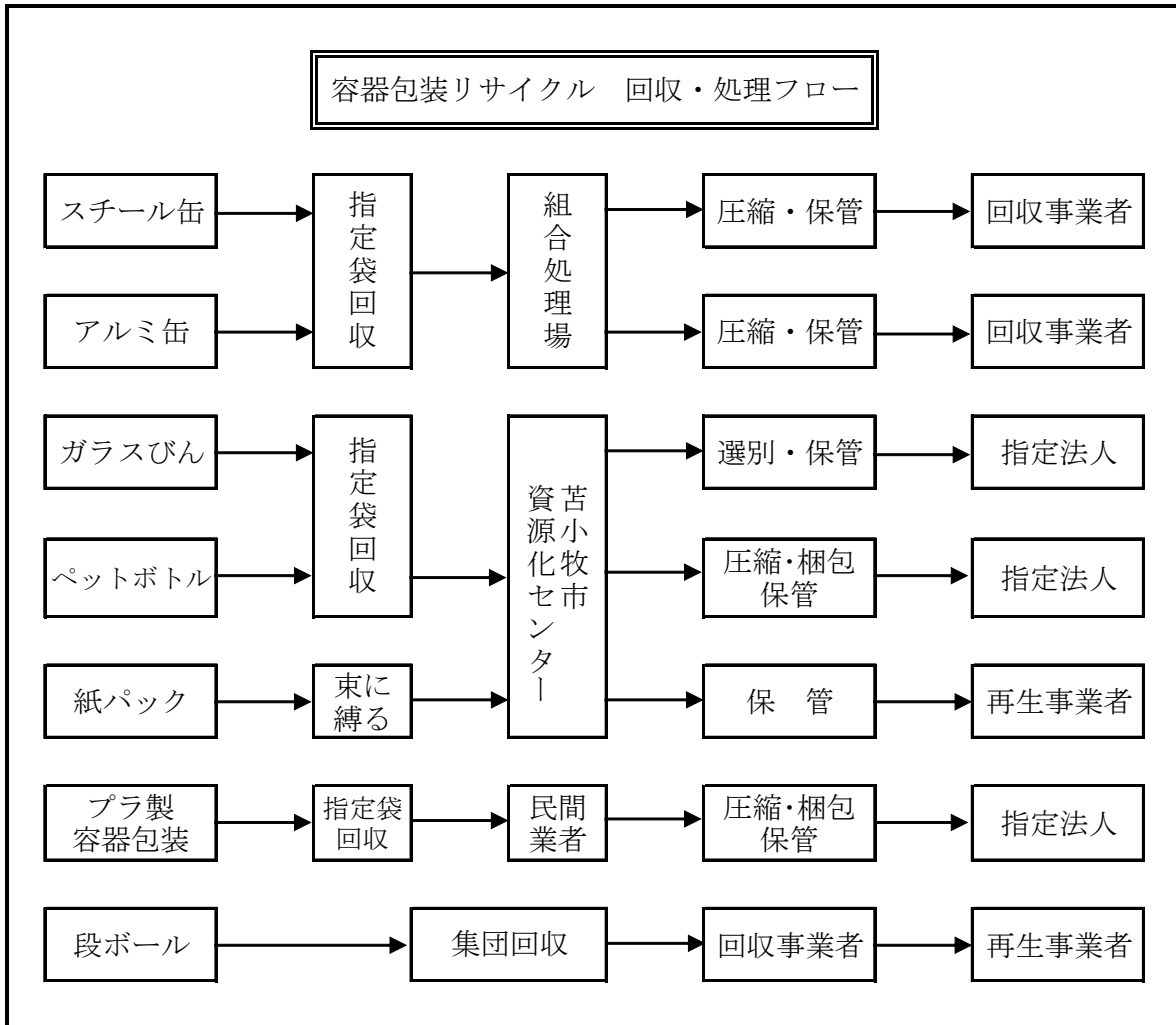 容器包装リサイクル　回収・処理フロー
スチール缶
指定袋回収
組合処理場
圧縮・保管
回収事業者
アルミ缶
圧縮・保管
回収事業者
ガラスびん
指定袋回収
苫小牧市
資源化センター
選別・保管
指定法人
ペットボトル
圧縮・梱包
保管
指定法人
紙パック
束に
縛る
保　管
再生事業者
プラ製
容器包装
指定袋
回収
民間
業者
圧縮・梱包
保管
指定法人
段ボール
集団回収
回収事業者
再生事業者